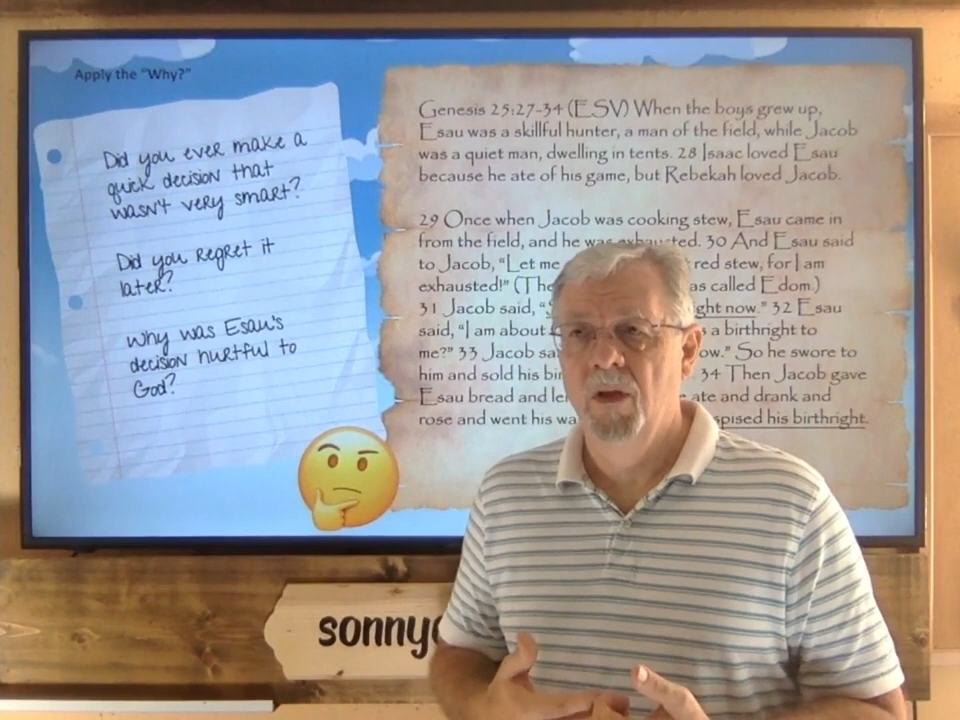 Apply the "Why?"
Did you ever make a
quick decision that
wasn't very smart?
Did you regret it
later?
Why was Esau's
decision hurtful to
God?
Genesis 25:27-34 (ESV) When the boys grew up,
Esau was a skillful hunter, a man of the field, while Jacob
was a quiet man, dwelling in tents. 28 Isaac loved Esau
because he ate of his game, but Rebekah loved Jacob.
29 Once when Jacob was cooking stew, Esau came in
from the field, and he was exhausted. 30 And Esau said
to Jacob, "Let me red stew, for I am
exhausted!" (The as called Edom.)
31 Jacob said, " ght now." 32 Esau
said, "I am about s a birthright to
me?" 33 Jacob sa ow." So he swore to
him and sold his bir 34 Then Jacob gave
Esau bread and le e ate and drank and
rose and went his wa spised his birthright.
sonny